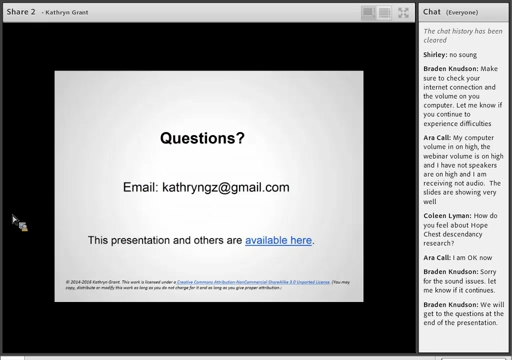 Share 2 - Kathryn Grant
Questions?
Email: kathryngz@gmail.com
This presentation and others are available here.
© 2014-2016 Kathryn Grant. This work is licensed under a Creative Commons Attribution-NonCommercial-ShareAlike 3.0 Unported License. (You may
copy, distribute or modify this work as long as you do not charge for it and as long as you give proper attribution.)
Chat (Everyone)
The chat history has been
cleared
Shirley: no soung
Braden Knudson: Make
sure to check your
internet connection and
the volume on you
computer. Let me know if
you continue to
experience difficulties
Ara Call: My computer
volume in on high, the
webinar volume is on high
and I have not speakers
are on high and I am
receiving not audio. The
slides are showing very
well
Coleen Lyman: How do
you feel about Hope
Chest descendancy
research?
Ara Call: I am OK now
Braden Knudson: Sorry
for the sound issues. let
me know if it continues.
Braden Knudson: We will
get to the questions at the
end of the presentation.